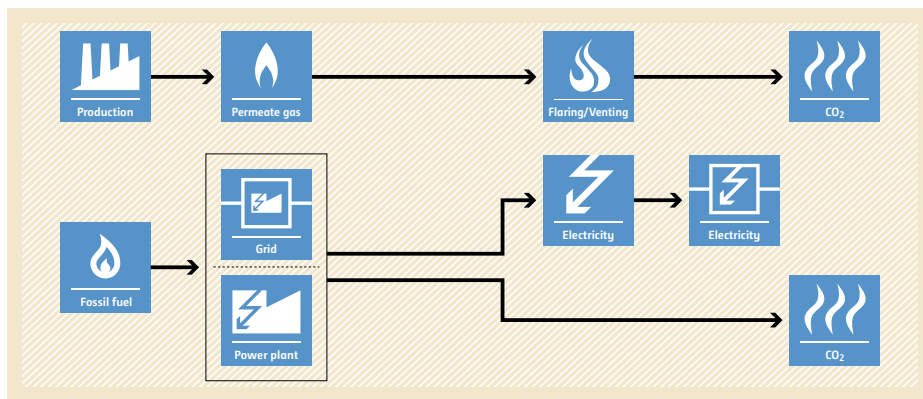 Production
Permeate gas
Flaring/Venting
CO₂
Grid
Electricity
Electricity
Fossil fuel
Power plant
CO₂